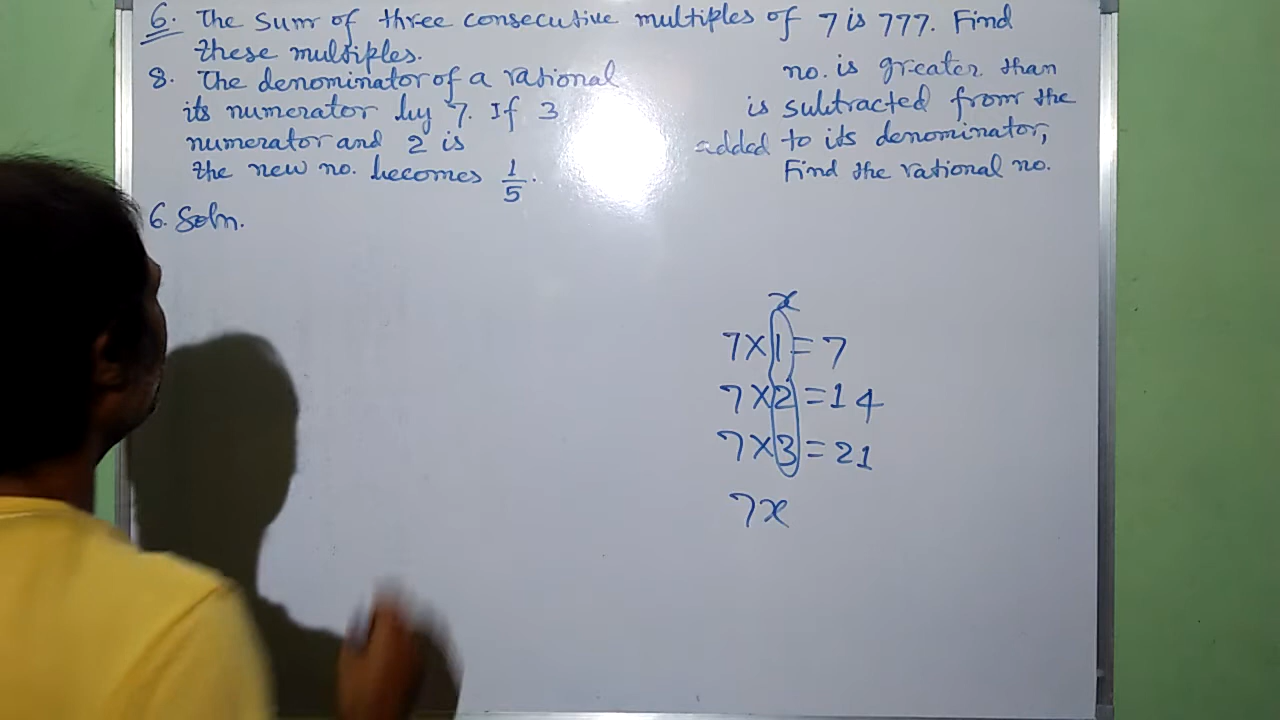 6. The Sum of three consecutive multiples of 7 is 777. Find
these multiples.
8. The denominator of a rational no. is greater than
its numerator by 7. If 3 is subtracted from the
numerator and 2 is added to its denominator,
the new no. becomes 1/5. Find the rational no.
6. Soln.
x
7×1=7
7×2=14
7×3=21
7x